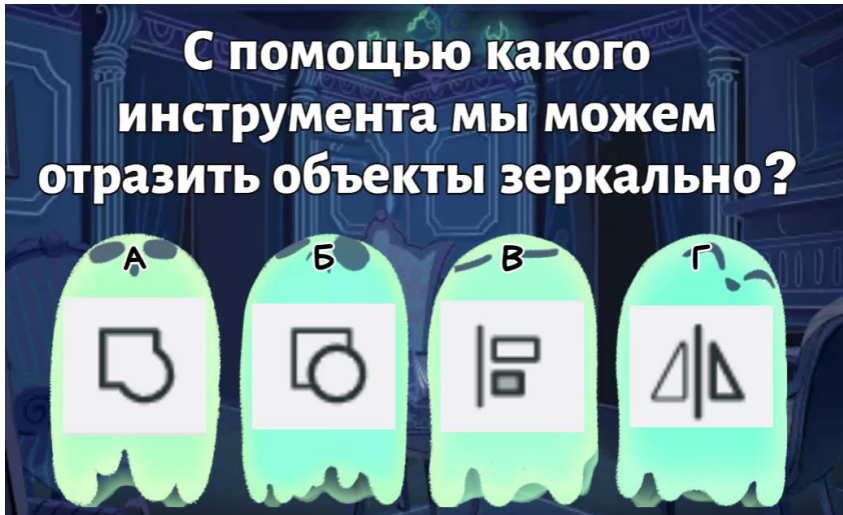 С помощью какого
инструмента мы можем
отразить объекты зеркально?
А Б В Г